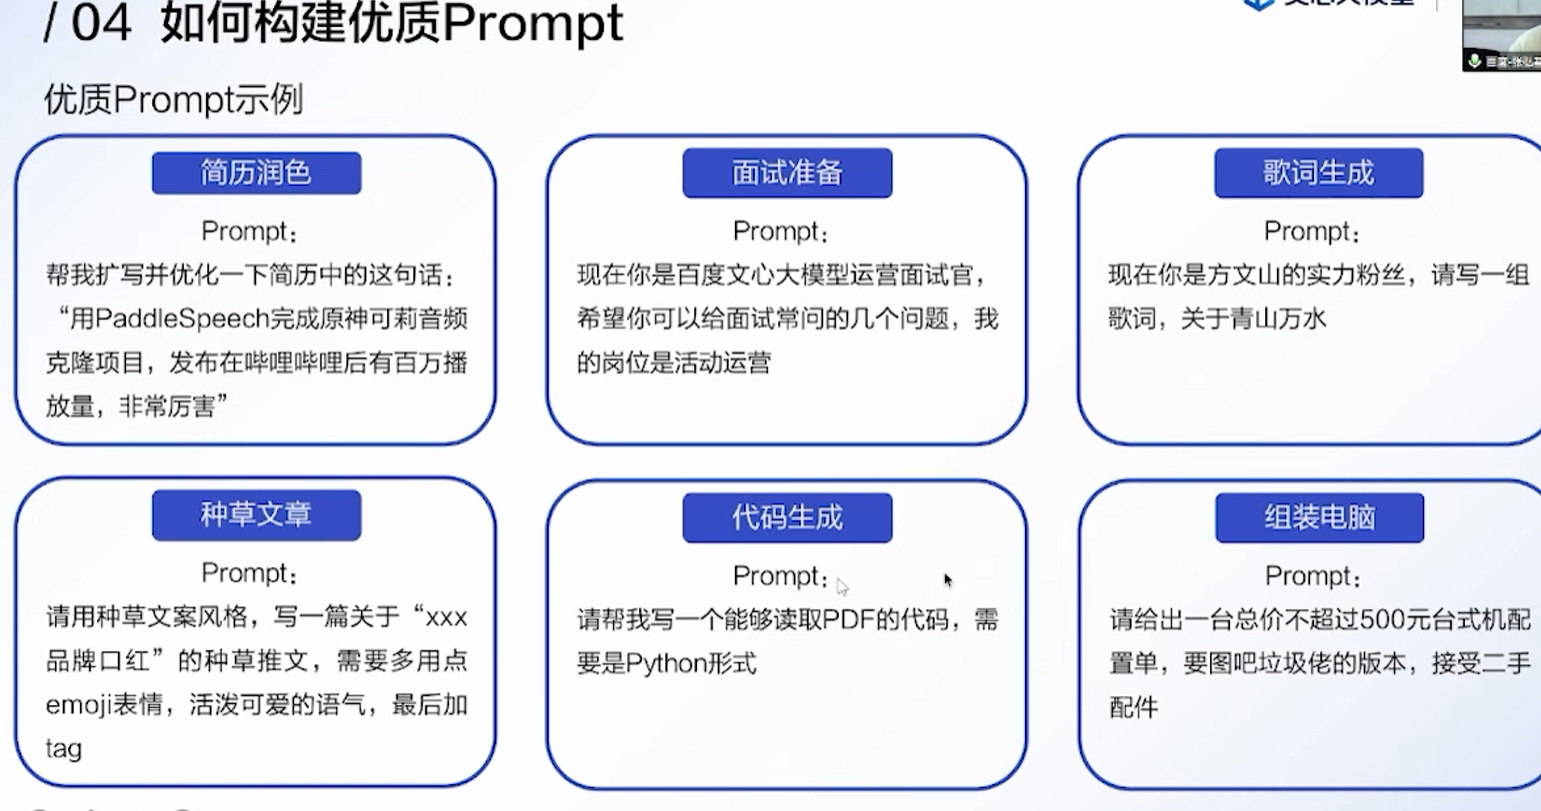 / 04 如何构建优质Prompt
优质Prompt示例
简历润色
Prompt：
帮我扩写并优化一下简历中的这句话：
“用PaddleSpeech完成原神可莉音频
克隆项目，发布在哔哩哔哩后有百万播
放量，非常厉害”
面试准备
Prompt：
现在你是百度文心大模型运营面试官，
希望你可以给面试常问的几个问题，我
的岗位是活动运营
歌词生成
Prompt：
现在你是方文山的实力粉丝，请写一组
歌词，关于青山万水
种草文章
Prompt：
请用种草文案风格，写一篇关于“xxx
品牌口红”的种草推文，需要多用点
emoji表情，活泼可爱的语气，最后加
tag
代码生成
Prompt：
请帮我写一个能够读取PDF的代码，需
要是Python形式
组装电脑
Prompt：
请给出一台总价不超过500元台式机配
置单，要图吧垃圾佬的版本，接受二手
配件